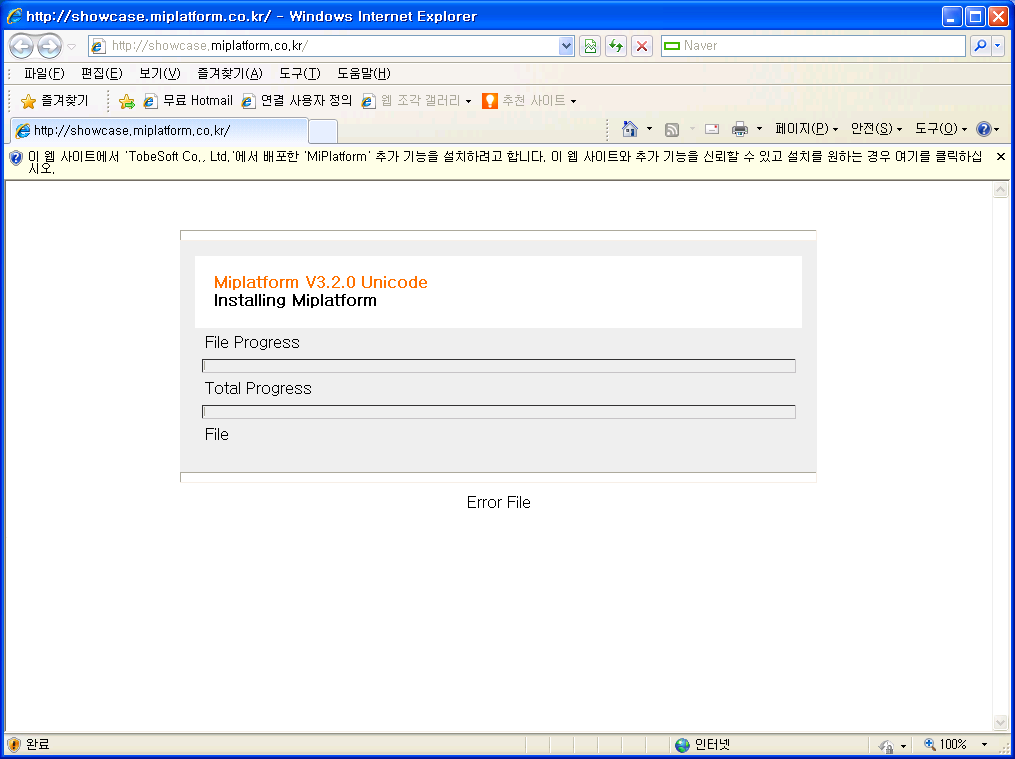 http://showcase.miplatform.co.kr/ - Windows Internet Explorer
http://showcase.miplatform.co.kr/
Naver
파일(F) 편집(E) 보기(V) 즐겨찾기(A) 도구(T) 도움말(H)
즐겨찾기 무료 Hotmail 연결 사용자 정의 웹 조각 갤러리 추천 사이트
http://showcase.miplatform.co.kr/
페이지(P) 안전(S) 도구(O)
이 웹 사이트에서 'TobeSoft Co., Ltd.'에서 배포한 'MiPlatform' 추가 기능을 설치하려고 합니다. 이 웹 사이트와 추가 기능을 신뢰할 수 있고 설치를 원하는 경우 여기를 클릭하십
시오.
Miplatform V3.2.0 Unicode
Installing Miplatform
File Progress
Total Progress
File
Error File
완료 인터넷 100%